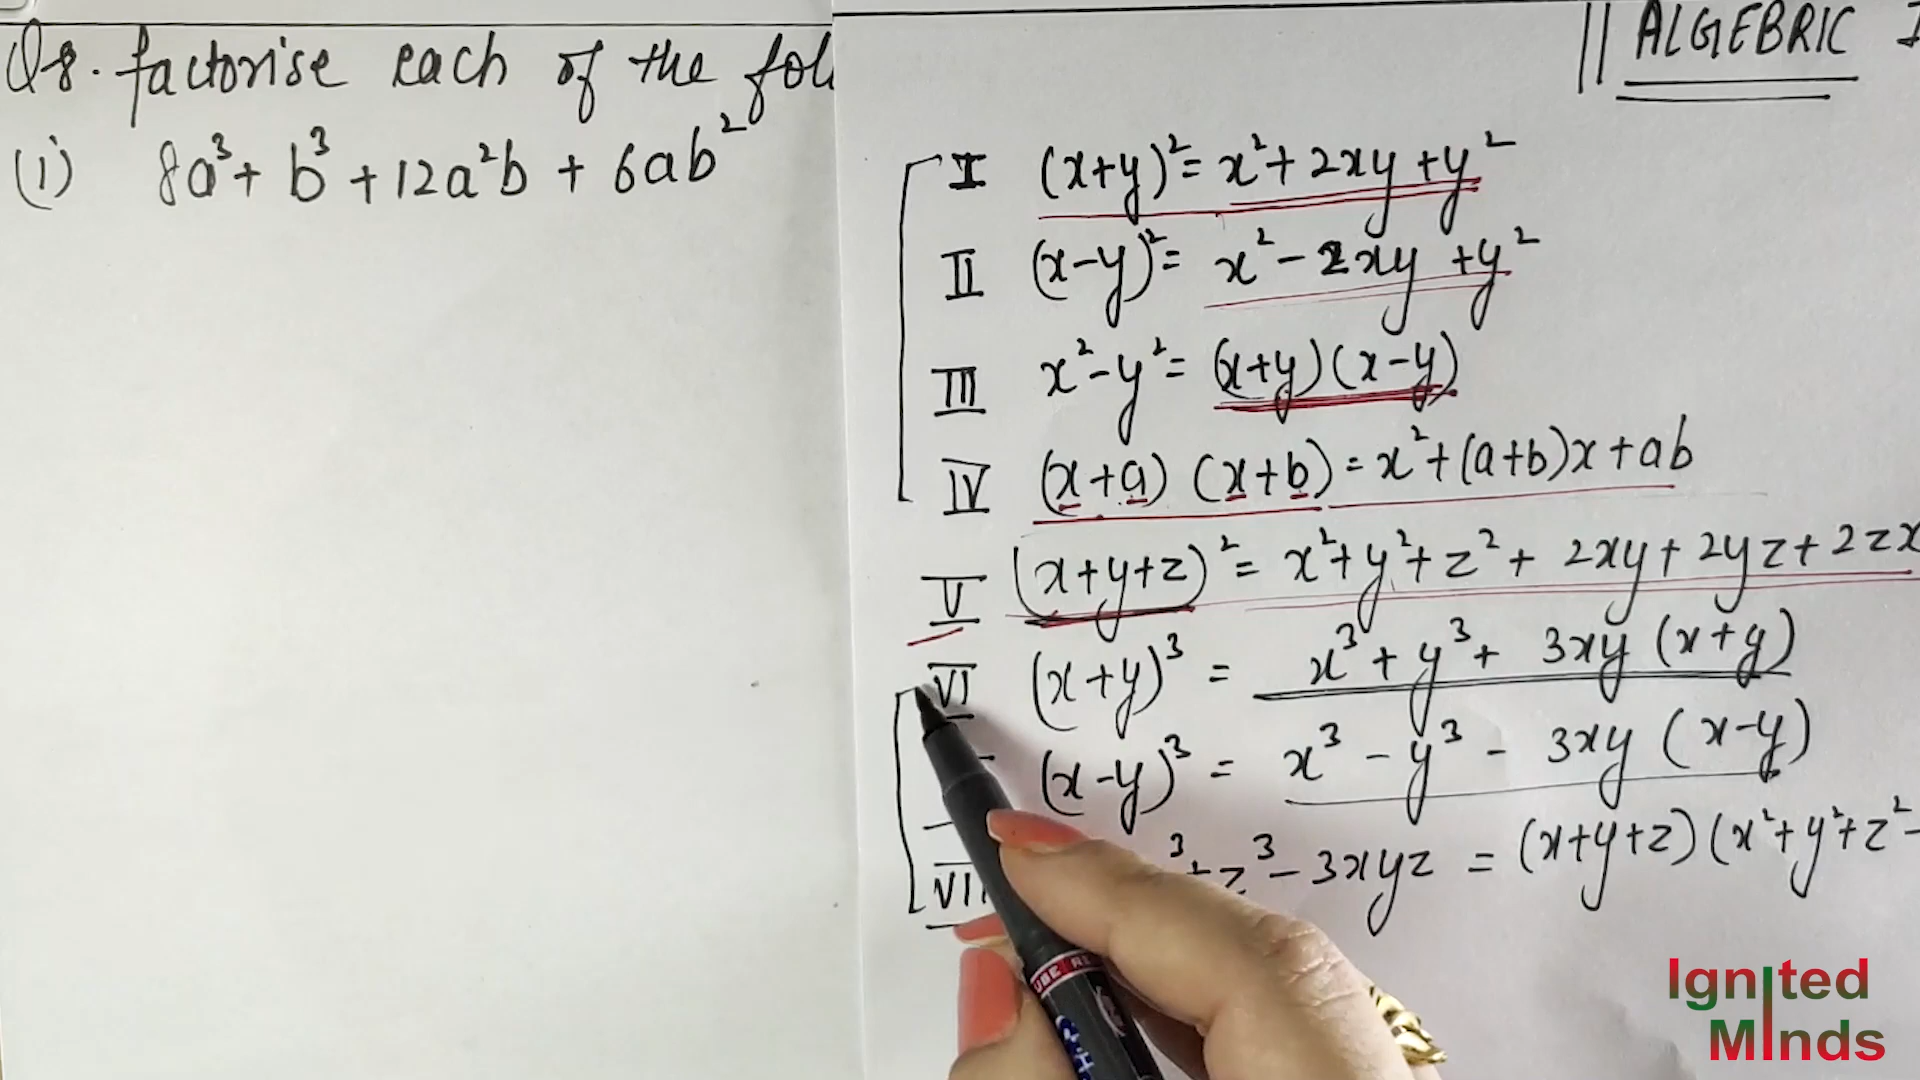 Q8. factorise each of the
(i) 8a³ + b³ + 12a²b + 6ab²
ALGEBRIC
I (x+y)² = x² + 2xy + y²
II (x-y)² = x² - 2xy + y²
III x² - y² = (x+y)(x-y)
IV (x+a) (x+b) = x² + (a+b)x + ab
V (x+y+z)² = x² + y² + z² + 2xy + 2yz + 2zx
VI (x+y)³ = x³ + y³ + 3xy (x+y)
(x-y)³ = x³ - y³ - 3xy (x-y)
z³ - 3xyz = (x+y+z) (x² + y² + z² -
Ignited
Minds